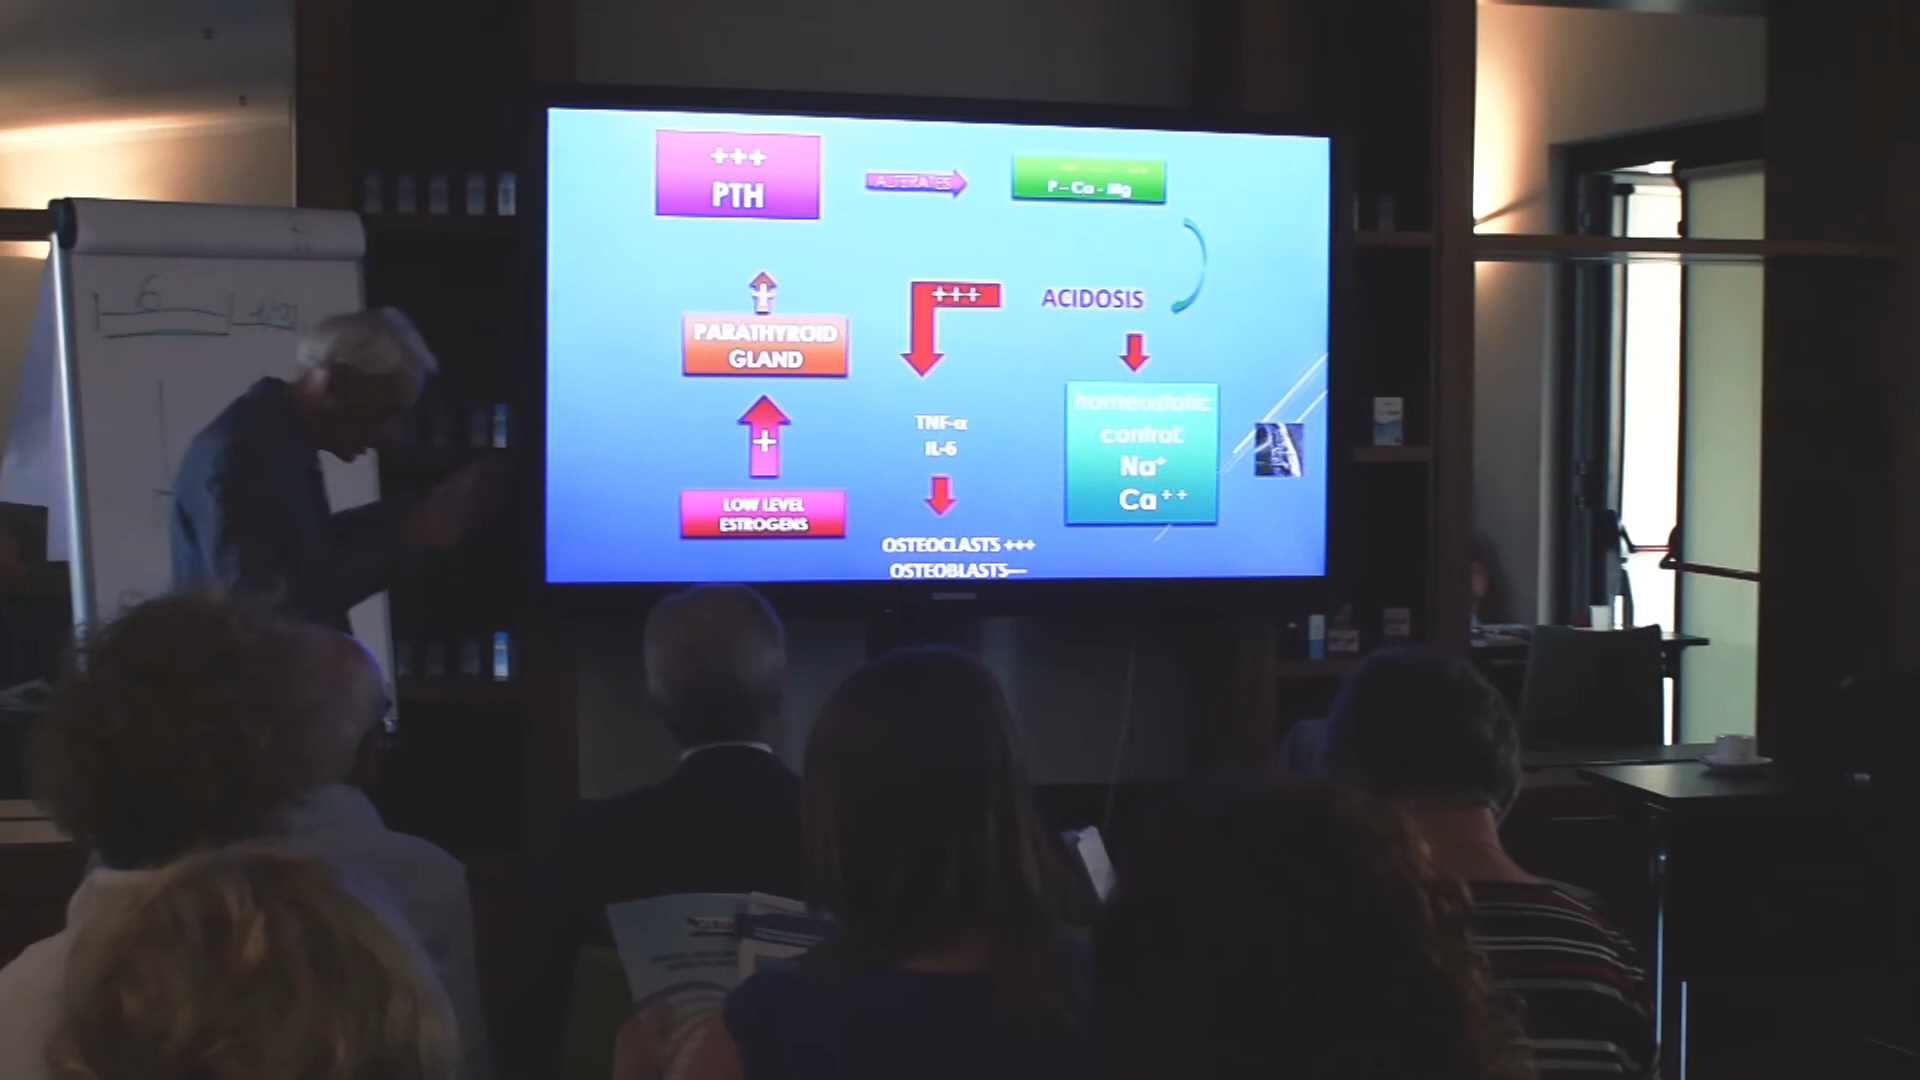 +++
PTH
ALTERATES
P - Ca - Mg
+
PARATHYROID
GLAND
+
LOW LEVEL
ESTROGENS
+++
ACIDOSIS
TNF-α
IL-6
OSTEOCLASTS +++
OSTEOBLASTS---
homeostatic
control:
Na⁺
Ca⁺⁺
6